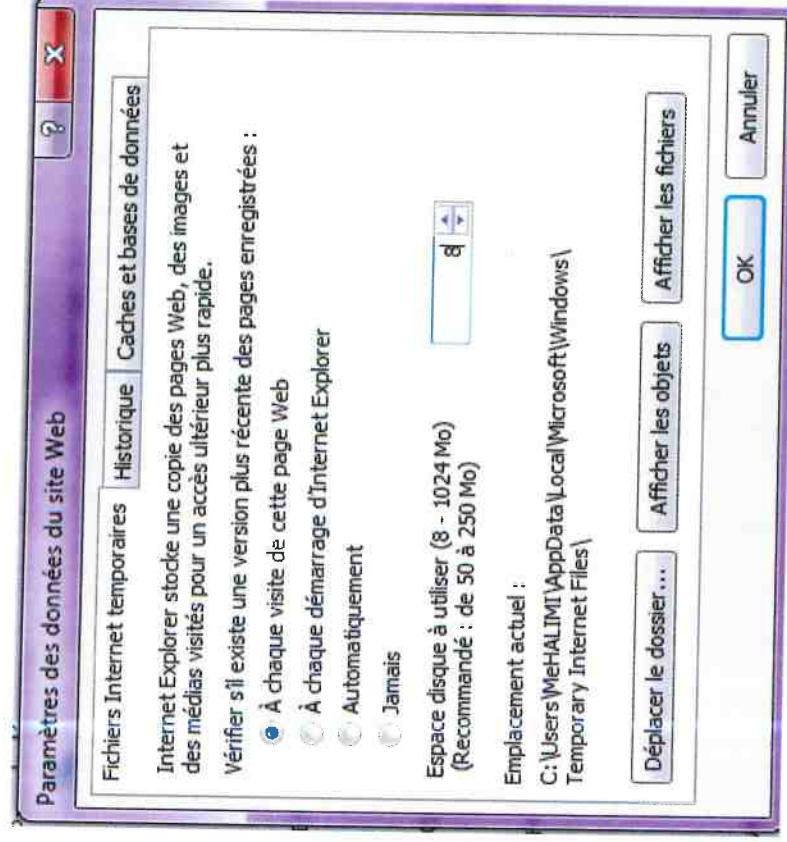 Paramètres des données du site Web
Fichiers Internet temporaires
Historique
Caches et bases de données
Internet Explorer stocke une copie des pages Web, des images et
des médias visités pour un accès ultérieur plus rapide.
Vérifier s'il existe une version plus récente des pages enregistrées :
À chaque visite de cette page Web
À chaque démarrage d'Internet Explorer
Automatiquement
Jamais
Espace disque à utiliser (8 - 1024 Mo)
(Recommandé : de 50 à 250 Mo)
8
Emplacement actuel :
C:\Users\MeHALIMI\AppData\Local\Microsoft\Windows\
Temporary Internet Files\
Déplacer le dossier...
Afficher les objets
Afficher les fichiers
OK
Annuler